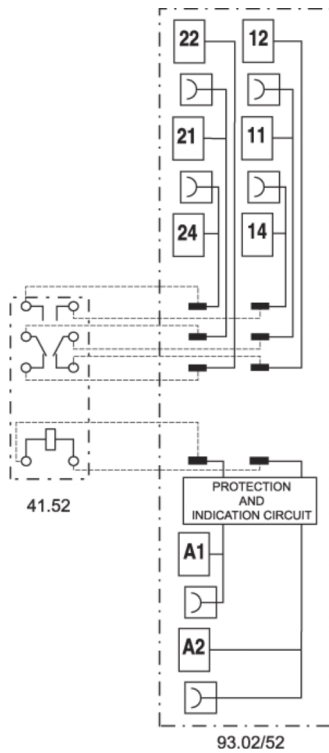 22 12
21 11
24 14
41.52
PROTECTION
AND
INDICATION CIRCUIT
A1
A2
93.02/52